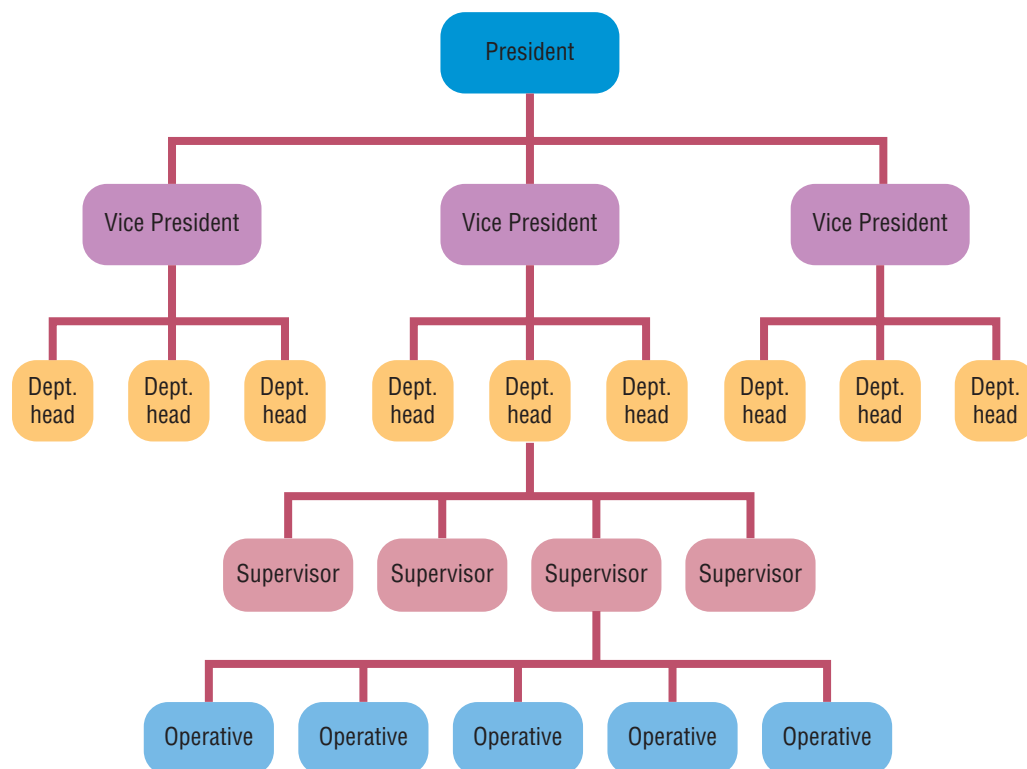 President
Vice President
Vice President
Vice President
Dept.
head
Dept.
head
Dept.
head
Dept.
head
Dept.
head
Dept.
head
Dept.
head
Dept.
head
Dept.
head
Supervisor
Supervisor
Supervisor
Supervisor
Operative
Operative
Operative
Operative
Operative